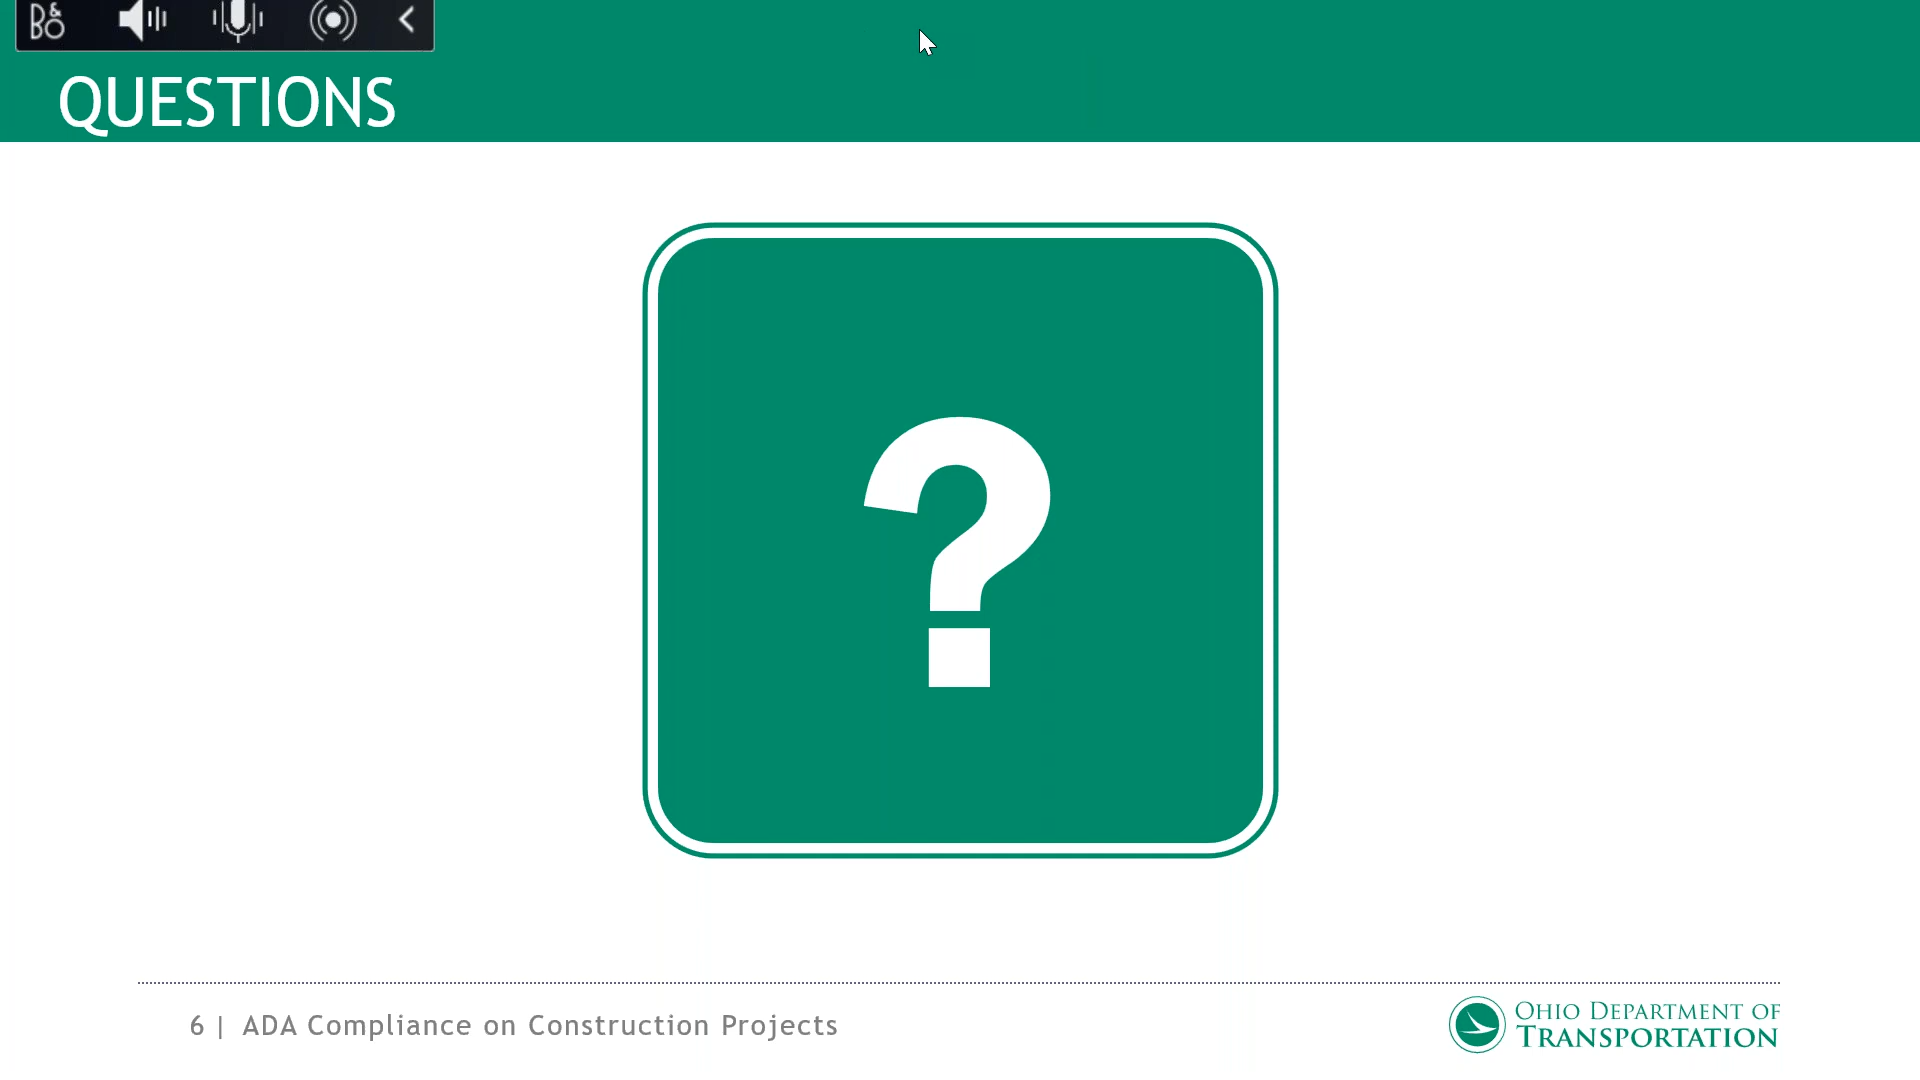 B&O
QUESTIONS
?
6 | ADA Compliance on Construction Projects
OHIO DEPARTMENT OF
TRANSPORTATION